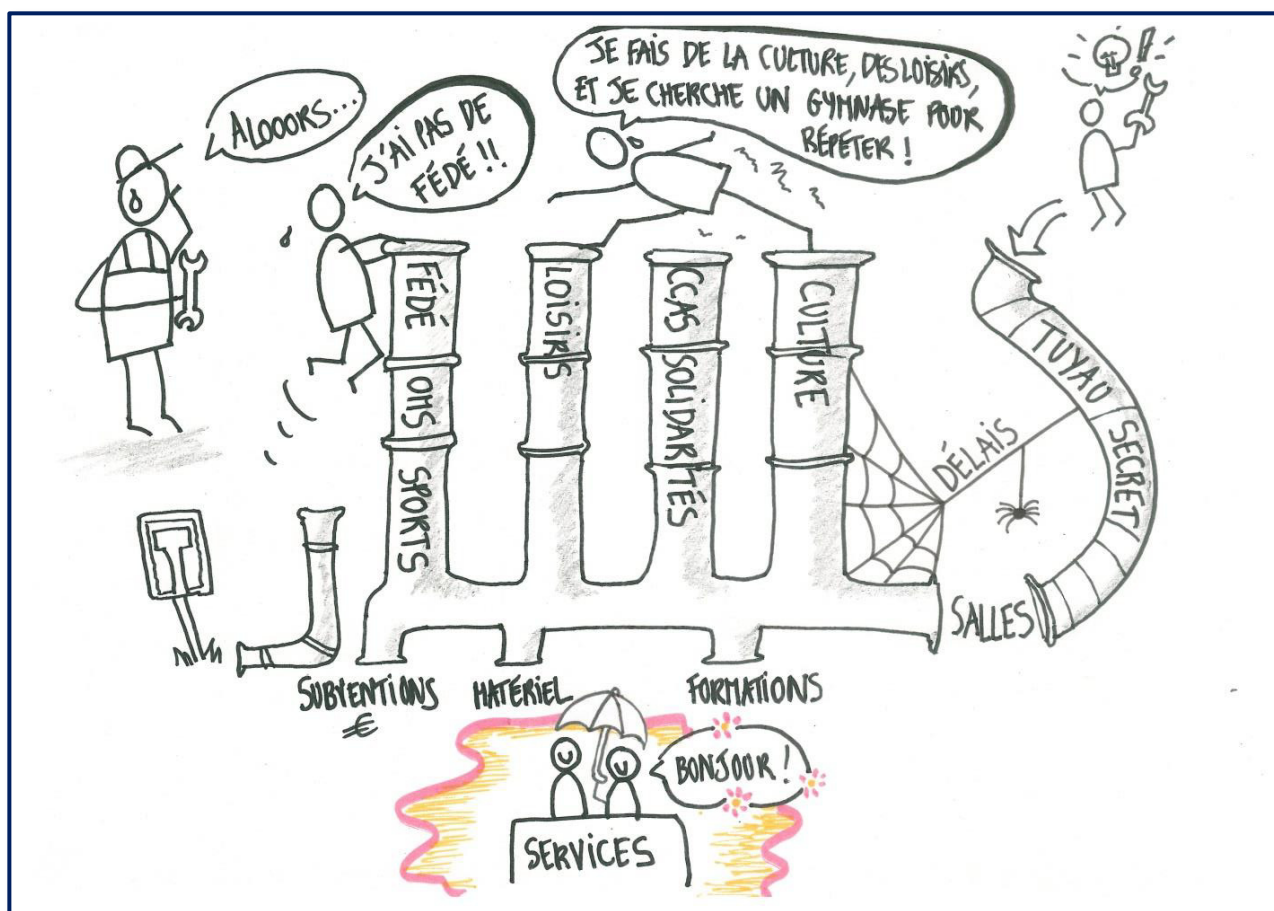 ALOOORS...
J'AI PAS DE
FÉDÉ!!
JE FAIS DE LA CULTURE, DES LOISIRS,
ET JE CHERCHE UN GYMNASE POUR
RÉPÉTER !
FÉDÉ
OMS
SPORTS
LOISIRS
CCAS SOLIDARITÉS
CULTURE
DÉLAIS
TUYAU
SECRET
SALLES
SUBVENTIONS
€
MATÉRIEL
FORMATIONS
BONJOUR !
SERVICES